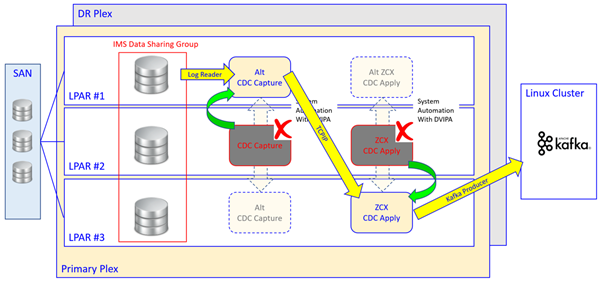 DR Plex
IMS Data Sharing Group
SAN
Log Reader
Alt
CDC Capture
Alt ZCX
CDC Apply
LPAR #1
System
Automation
With DVIPA
System
Automation
With DVIPA
Linux Cluster
TCPIP
CDC Capture
ZCX
CDC Apply
kafka
LPAR #2
Kafka Producer
Alt
CDC Capture
ZCX
CDC Apply
LPAR #3
Primary Plex